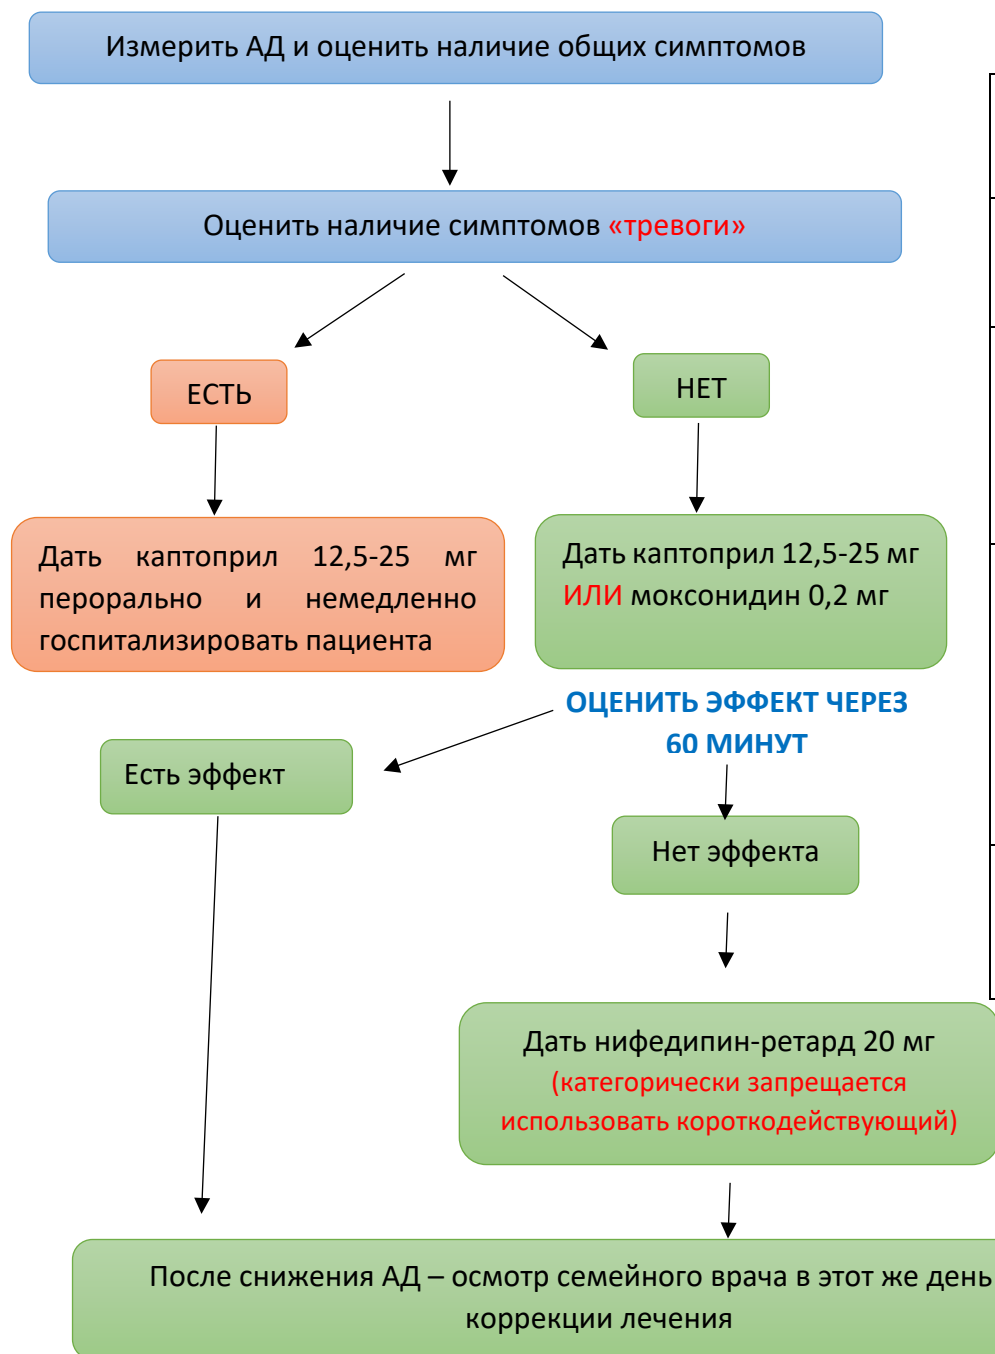 Измерить АД и оценить наличие общих симптомов
Оценить наличие симптомов «тревоги»
ЕСТЬ
НЕТ
Дать каптоприл 12,5-25 мг
перорально и немедленно
госпитализировать пациента
Дать каптоприл 12,5-25 мг
ИЛИ моксонидин 0,2 мг
ОЦЕНИТЬ ЭФФЕКТ ЧЕРЕЗ
60 МИНУТ
Есть эффект
Нет эффекта
Дать нифедипин-ретард 20 мг
(категорически запрещается
использовать короткодействующий)
После снижения АД – осмотр семейного врача в этот же день
коррекции лечения